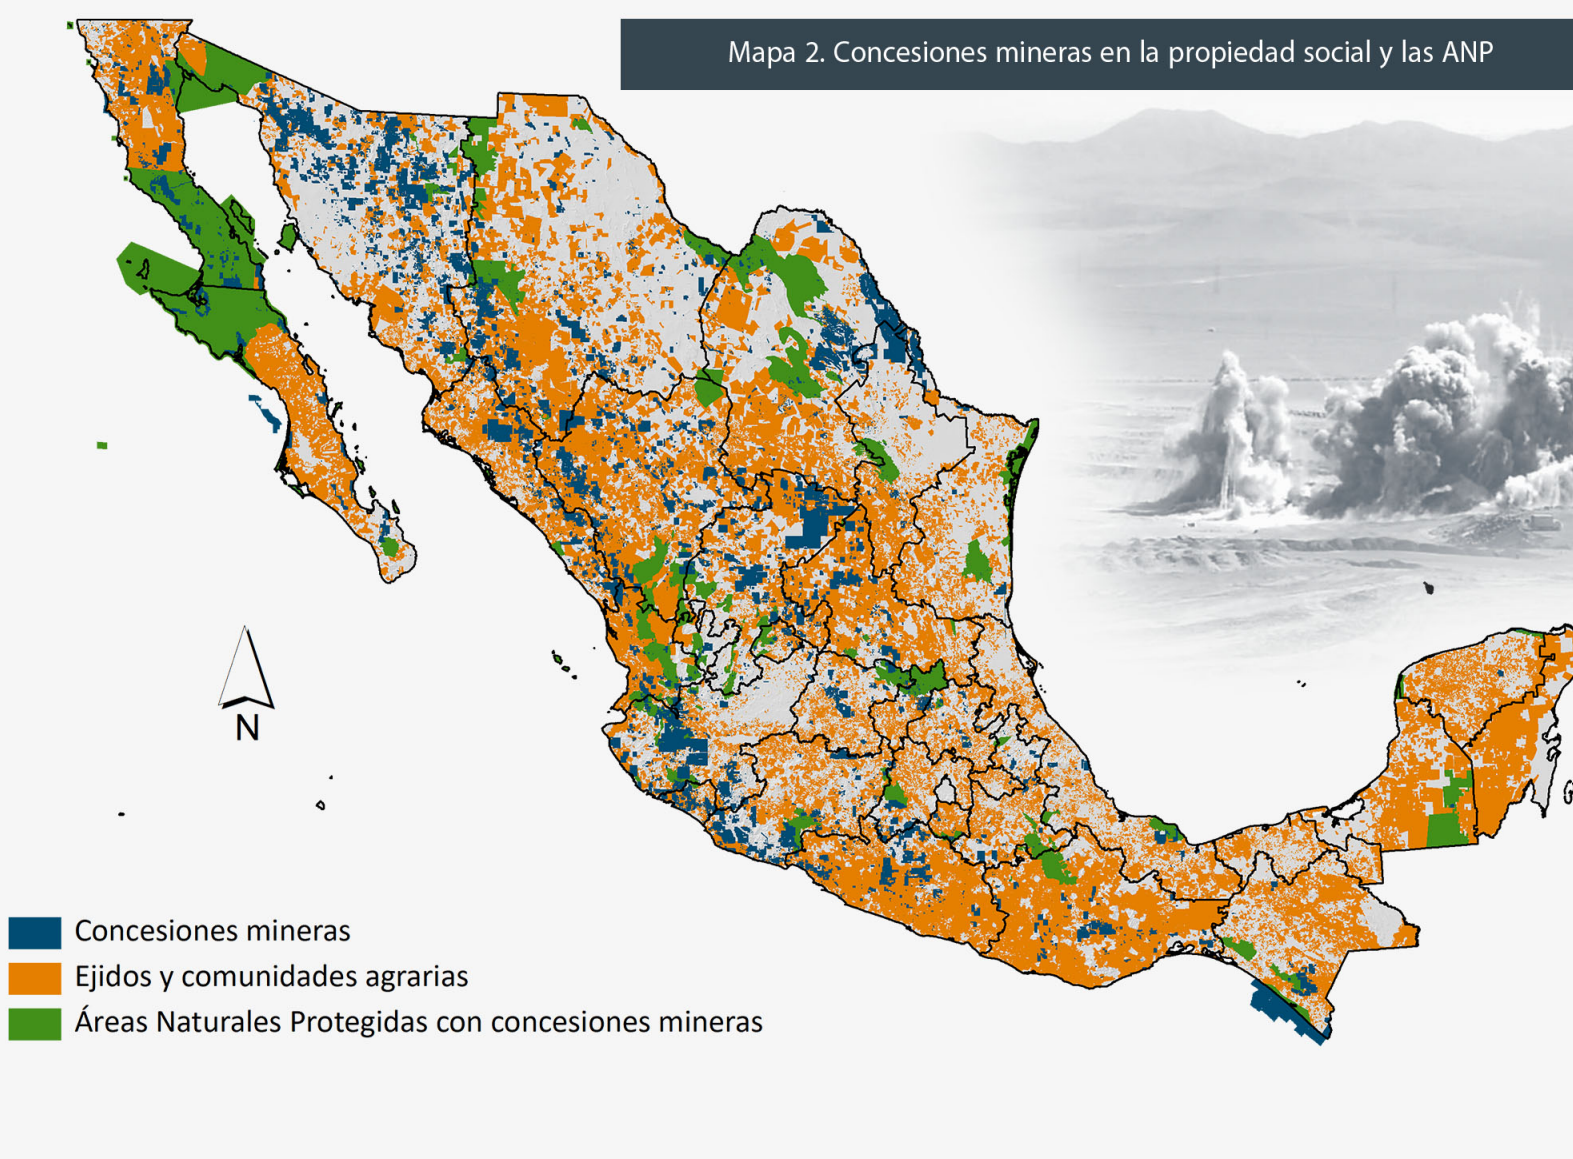 Mapa 2. Concesiones mineras en la propiedad social y las ANP
N
Concesiones mineras
Ejidos y comunidades agrarias
Áreas Naturales Protegidas con concesiones mineras